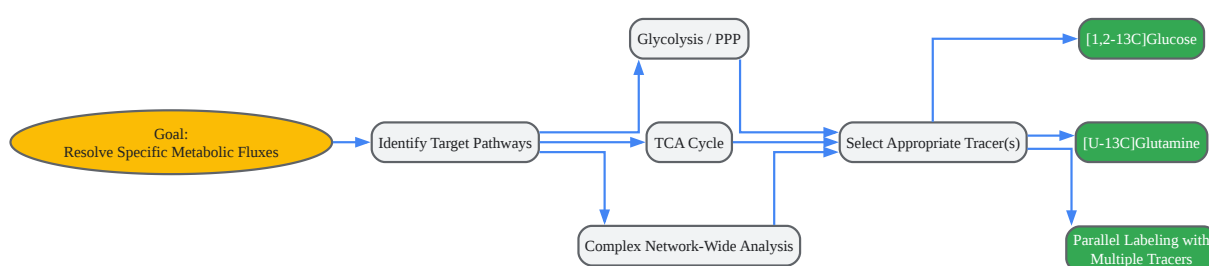 Goal:
Resolve Specific Metabolic Fluxes
Identify Target Pathways
Glycolysis / PPP
TCA Cycle
Complex Network-Wide Analysis
Select Appropriate Tracer(s)
[1,2-13C]Glucose
[U-13C]Glutamine
Parallel Labeling with
Multiple Tracers